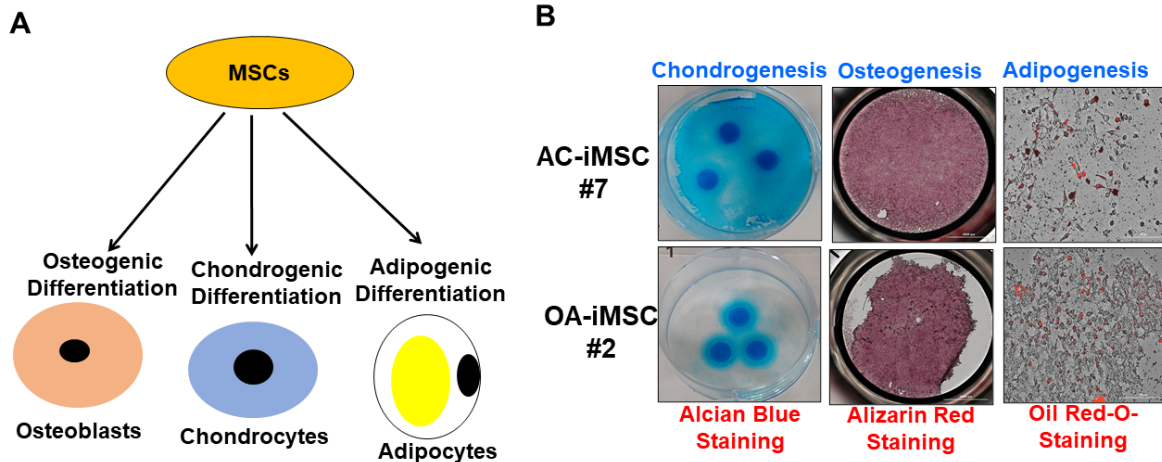 A
MSCs
Osteogenic
Differentiation
Chondrogenic
Differentiation
Adipogenic
Differentiation
Osteoblasts
Chondrocytes
Adipocytes
B
Chondrogenesis
Osteogenesis
Adipogenesis
AC-iMSC
#7
OA-iMSC
#2
Alcian Blue
Staining
Alizarin Red
Staining
Oil Red-O-
Staining